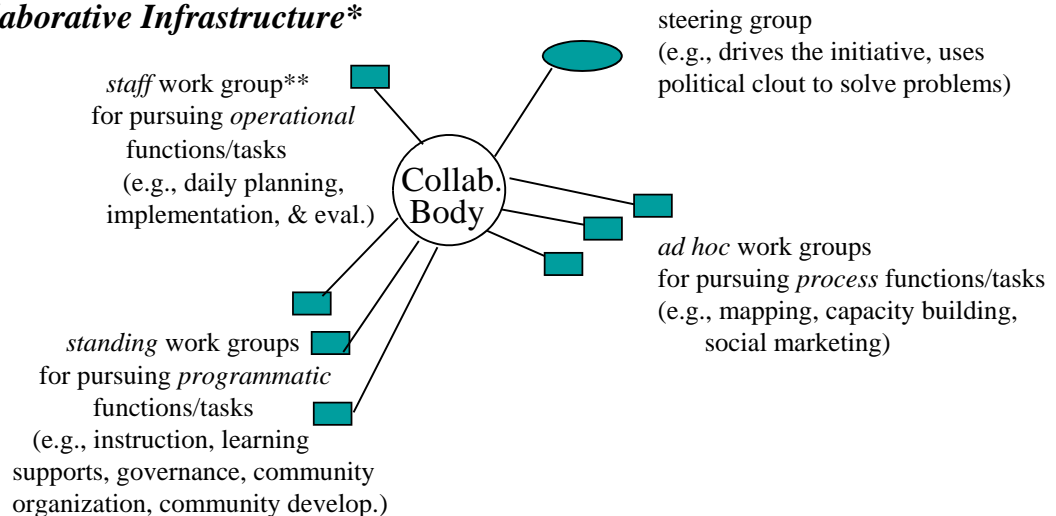 laborative Infrastructure*
steering group
(e.g., drives the initiative, uses
political clout to solve problems)
staff work group**
for pursuing operational
functions/tasks
(e.g., daily planning,
implementation, & eval.)
Collab.
Body
ad hoc work groups
for pursuing process functions/tasks
(e.g., mapping, capacity building,
social marketing)
standing work groups
for pursuing programmatic
functions/tasks
(e.g., instruction, learning
supports, governance, community
organization, community develop.)